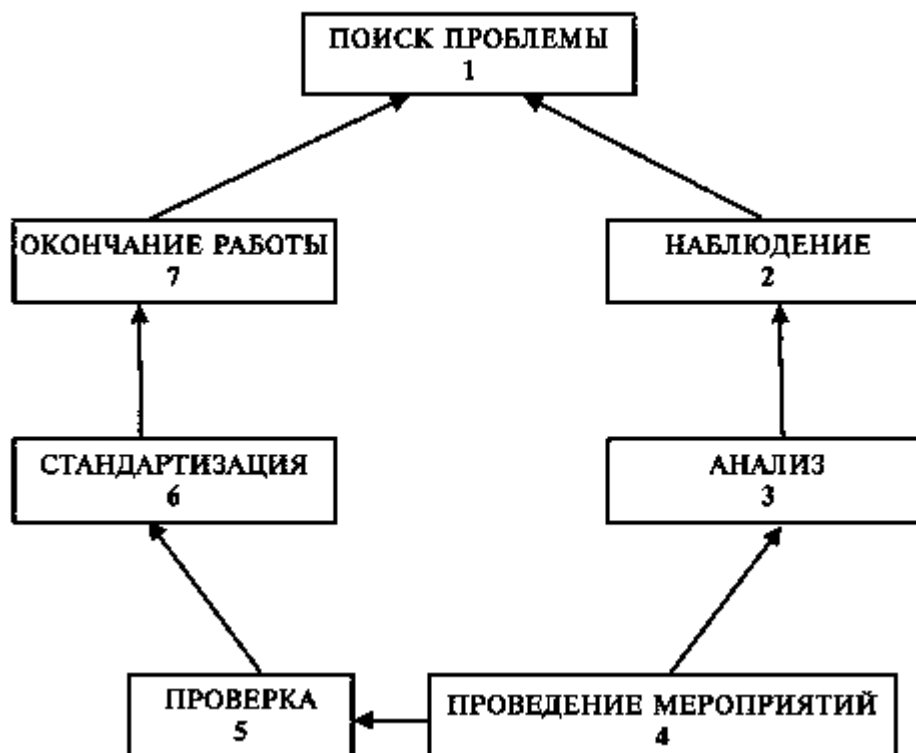 ПОИСК ПРОБЛЕМЫ
1
ОКОНЧАНИЕ РАБОТЫ
7
НАБЛЮДЕНИЕ
2
СТАНДАРТИЗАЦИЯ
6
АНАЛИЗ
3
ПРОВЕРКА
5
ПРОВЕДЕНИЕ МЕРОПРИЯТИЙ
4